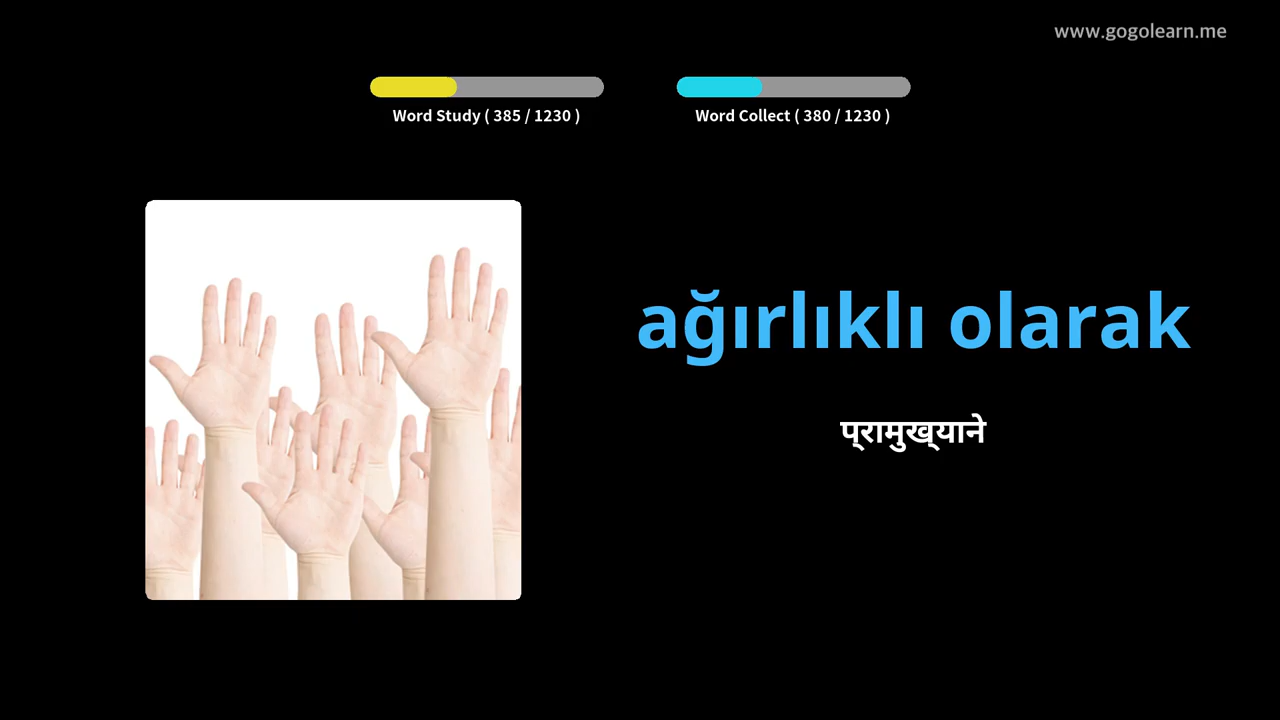 www.gogolearn.me
Word Study ( 385 / 1230 )
Word Collect ( 380 / 1230 )
ağırlıklı olarak
प्रामुख्याने